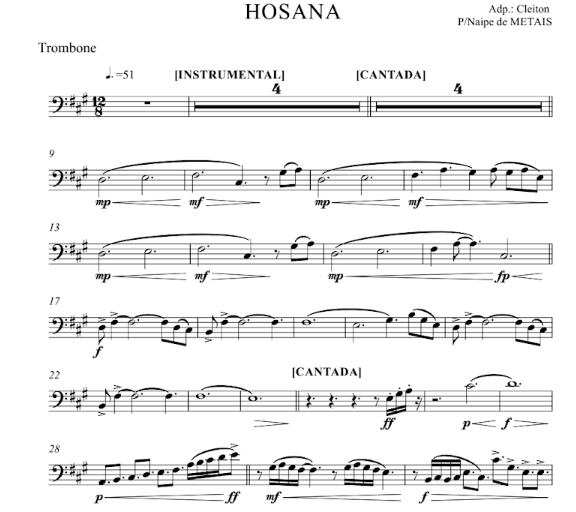 HOSANA
Adp.: Cleiton
P/Naipe de METAIS
Trombone
♩. =51 [INSTRUMENTAL] [CANTADA]
12 4 4
8
9
mp mf mp mf
13
mp mf mp fp
17
f
22 [CANTADA]
ff p f
28
p ff mf f